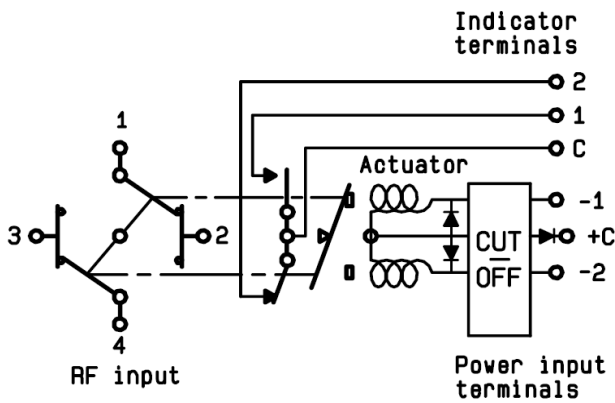 Indicator
terminals
2
1
C
1
Actuator
-1
3
2
CUT
OFF
+C
-2
4
RF input
Power input
terminals